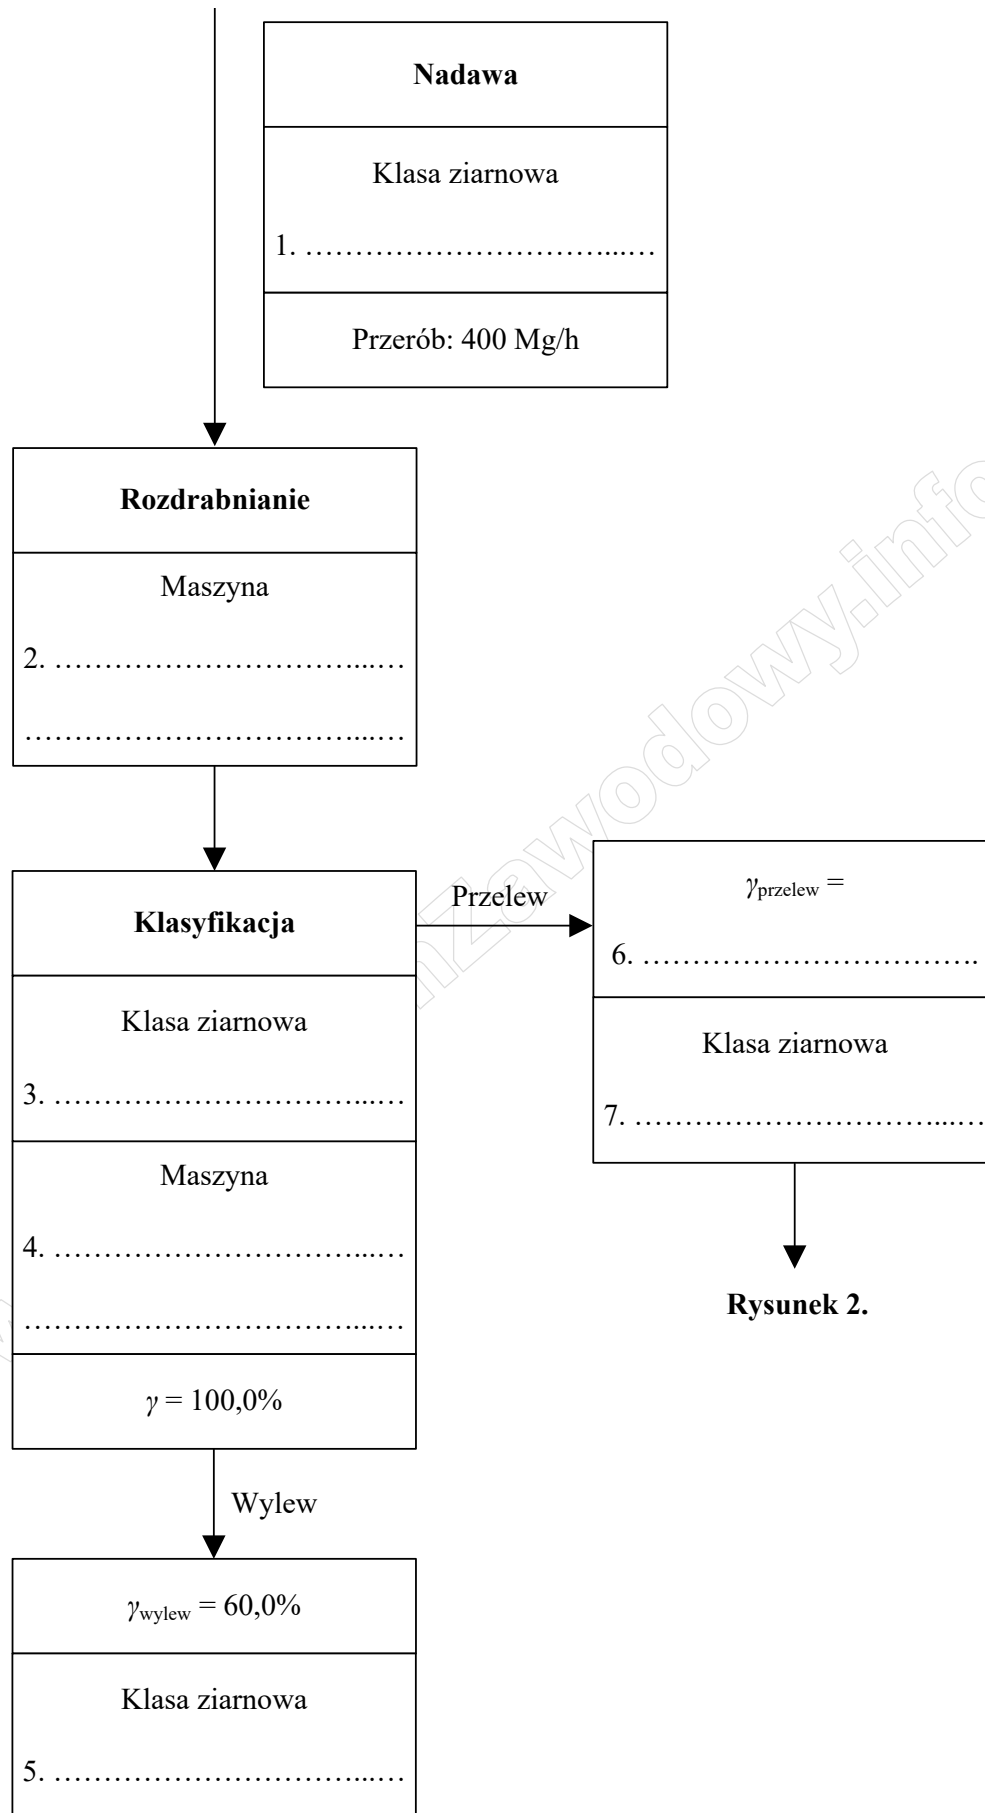 Nadawa
Klasa ziarnowa
1. …………………………...…
Przerób: 400 Mg/h
Rozdrabnianie
Maszyna
2. …………………………...…
……………………………...…
Klasyfikacja
Klasa ziarnowa
3. …………………………...…
Maszyna
4. …………………………...…
……………………………...…
γ = 100,0%
Przelew
γprzelew =
6. …………………………….
Klasa ziarnowa
7. …………………………...…
Rysunek 2.
Wylew
γwylew = 60,0%
Klasa ziarnowa
5. …………………………...…